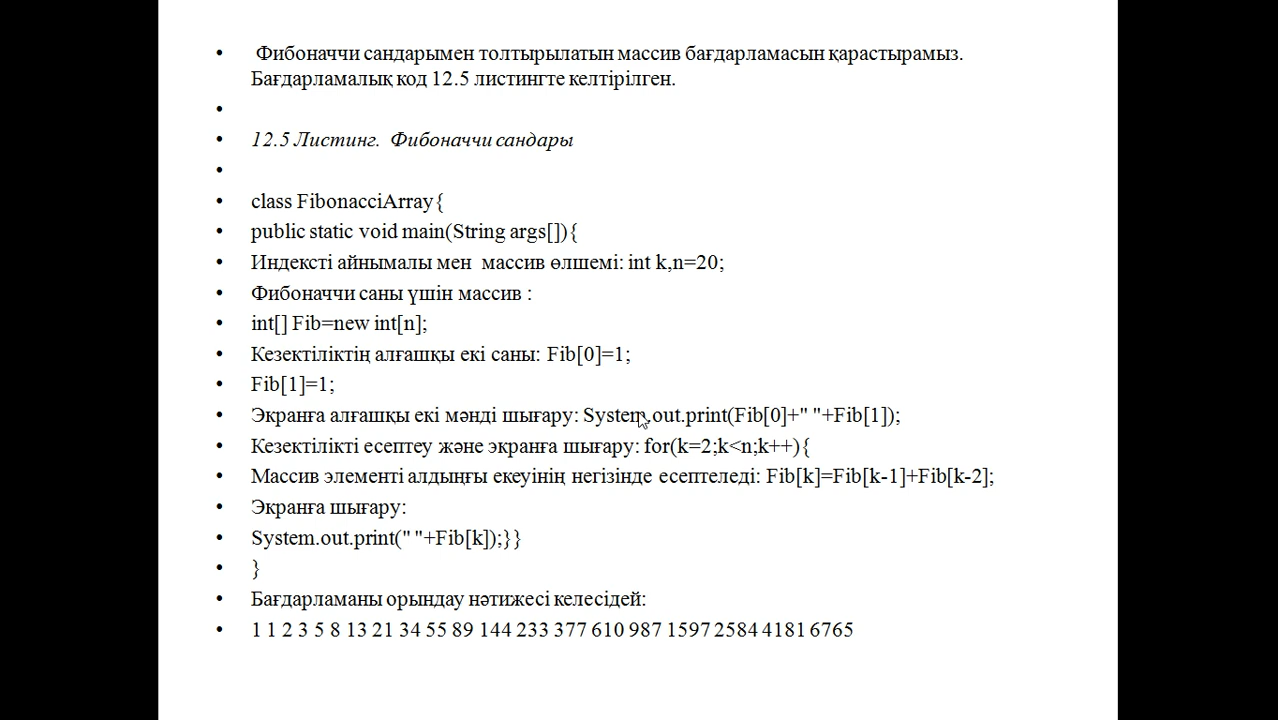 • Фибоначчи сандарымен толтырылатын массив бағдарламасын қарастырамыз.
Бағдарламалық код 12.5 листингте келтірілген.
•
• 12.5 Листинг. Фибоначчи сандары
•
• class FibonacciArray{
• public static void main(String args[]){
• Индексті айнымалы мен массив өлшемі: int k,n=20;
• Фибоначчи саны үшін массив :
• int[] Fib=new int[n];
• Кезектіліктің алғашқы екі саны: Fib[0]=1;
• Fib[1]=1;
• Экранға алғашқы екі мәнді шығару: System.out.print(Fib[0]+" "+Fib[1]);
• Кезектілікті есептеу және экранға шығару: for(k=2;k<n;k++){
• Массив элементі алдыңғы екеуінің негізінде есептеледі: Fib[k]=Fib[k-1]+Fib[k-2];
• Экранға шығару:
• System.out.print(" "+Fib[k]);}}
• }
• Бағдарламаны орындау нәтижесі келесідей:
• 1 1 2 3 5 8 13 21 34 55 89 144 233 377 610 987 1597 2584 4181 6765